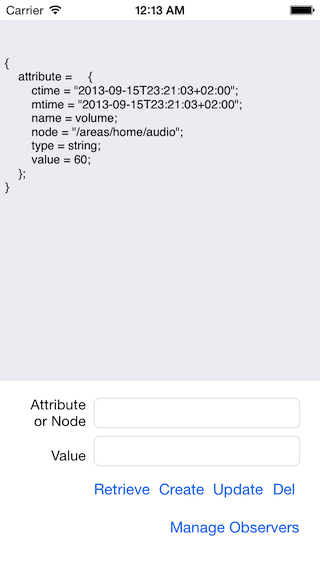 Carrier 12:13 AM
{
attribute = {
ctime = "2013-09-15T23:21:03+02:00";
mtime = "2013-09-15T23:21:03+02:00";
name = volume;
node = "/areas/home/audio";
type = string;
value = 60;
};
}
Attribute
or Node
Value
Retrieve Create Update Del
Manage Observers